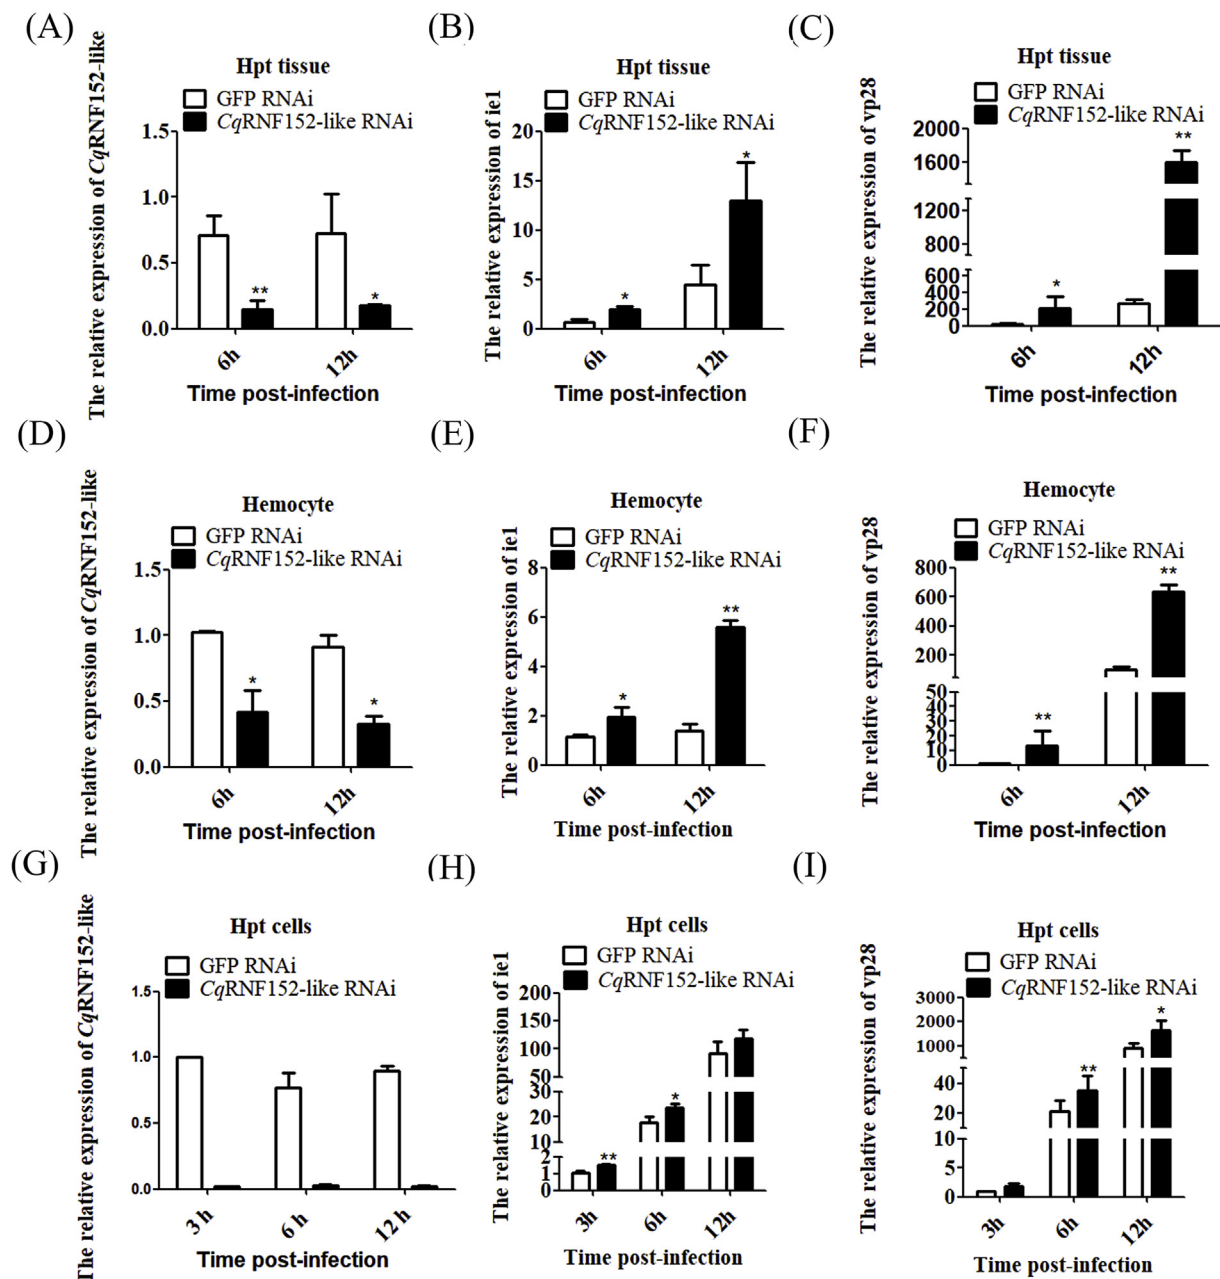 (A)
The relative expression of CqRNF152-like
Hpt tissue
GFP RNAi
CqRNF152-like RNAi
1.5
1.0
0.5
0.0
**
*
6h
12h
Time post-infection
(B)
The relative expression of ie1
Hpt tissue
GFP RNAi
CqRNF152-like RNAi
20
15
10
5
0
*
*
6h
12h
Time post-infection
(C)
The relative expression of vp28
Hpt tissue
GFP RNAi
CqRNF152-like RNAi
2000
1600
1200
800
600
400
200
0
*
**
6h
12h
Time post-infection
(D)
The relative expression of CqRNF152-like
Hemocyte
GFP RNAi
CqRNF152-like RNAi
1.5
1.0
0.5
0.0
*
*
6h
12h
Time post-infection
(E)
The relative expression of ie1
Hemocyte
GFP RNAi
CqRNF152-like RNAi
8
6
4
2
0
*
**
6h
12h
Time post-infection
(F)
The relative expression of vp28
Hemocyte
GFP RNAi
CqRNF152-like RNAi
800
600
400
200
50
40
30
20
10
0
**
**
6h
12h
Time post-infection
(G)
The relative expression of CqRNF152-like
Hpt cells
GFP RNAi
CqRNF152-like RNAi
1.5
1.0
0.5
0.0
3 h
6 h
12 h
Time post-infection
(H)
The relative expression of ie1
Hpt cells
GFP RNAi
CqRNF152-like RNAi
200
150
100
50
30
20
10
2
1
0
**
*
3h
6h
12h
Time post-infection
(I)
The relative expression of vp28
Hpt cells
GFP RNAi
CqRNF152-like RNAi
3000
2000
1000
40
20
10
5
0
**
*
3h
6h
12h
Time post-infection